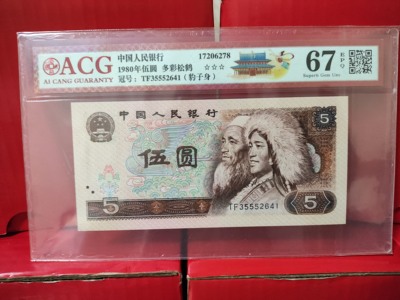 ACG
AI CANG GUARANTY
中国人民银行 17206278
1980年伍圆 多彩松鹤 ☆☆☆
冠号：TF35552641（豹子身）
67 EPQ
Superb Gem Unc
中国人民银行
5
伍圆
5
5
TF35552641